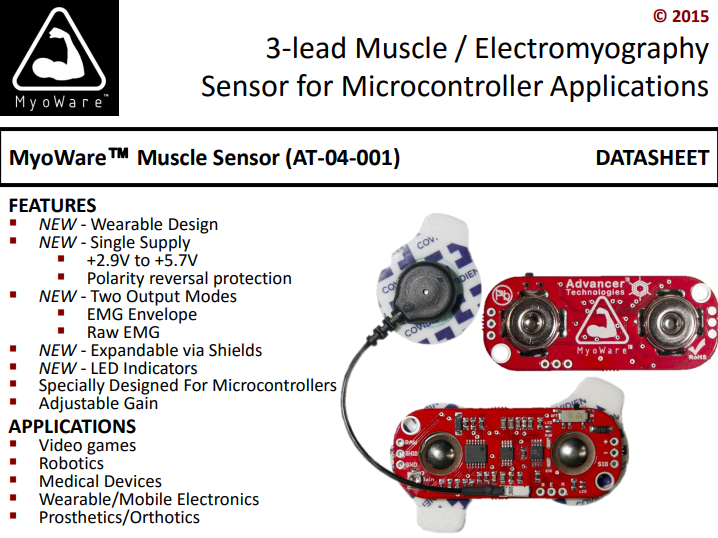 © 2015
3-lead Muscle / Electromyography
Sensor for Microcontroller Applications
MyoWare™
MyoWare™ Muscle Sensor (AT-04-001) DATASHEET
FEATURES
▪ NEW - Wearable Design
▪ NEW - Single Supply
▪ +2.9V to +5.7V
▪ Polarity reversal protection
▪ NEW - Two Output Modes
▪ EMG Envelope
▪ Raw EMG
▪ NEW - Expandable via Shields
▪ NEW - LED Indicators
▪ Specially Designed For Microcontrollers
▪ Adjustable Gain
APPLICATIONS
▪ Video games
▪ Robotics
▪ Medical Devices
▪ Wearable/Mobile Electronics
▪ Prosthetics/Orthotics
COVIDIEN
Advancer
Technologies
Pb
MyoWare
RoHS
RAW
SHID
GND
Gain
+
-
SIG